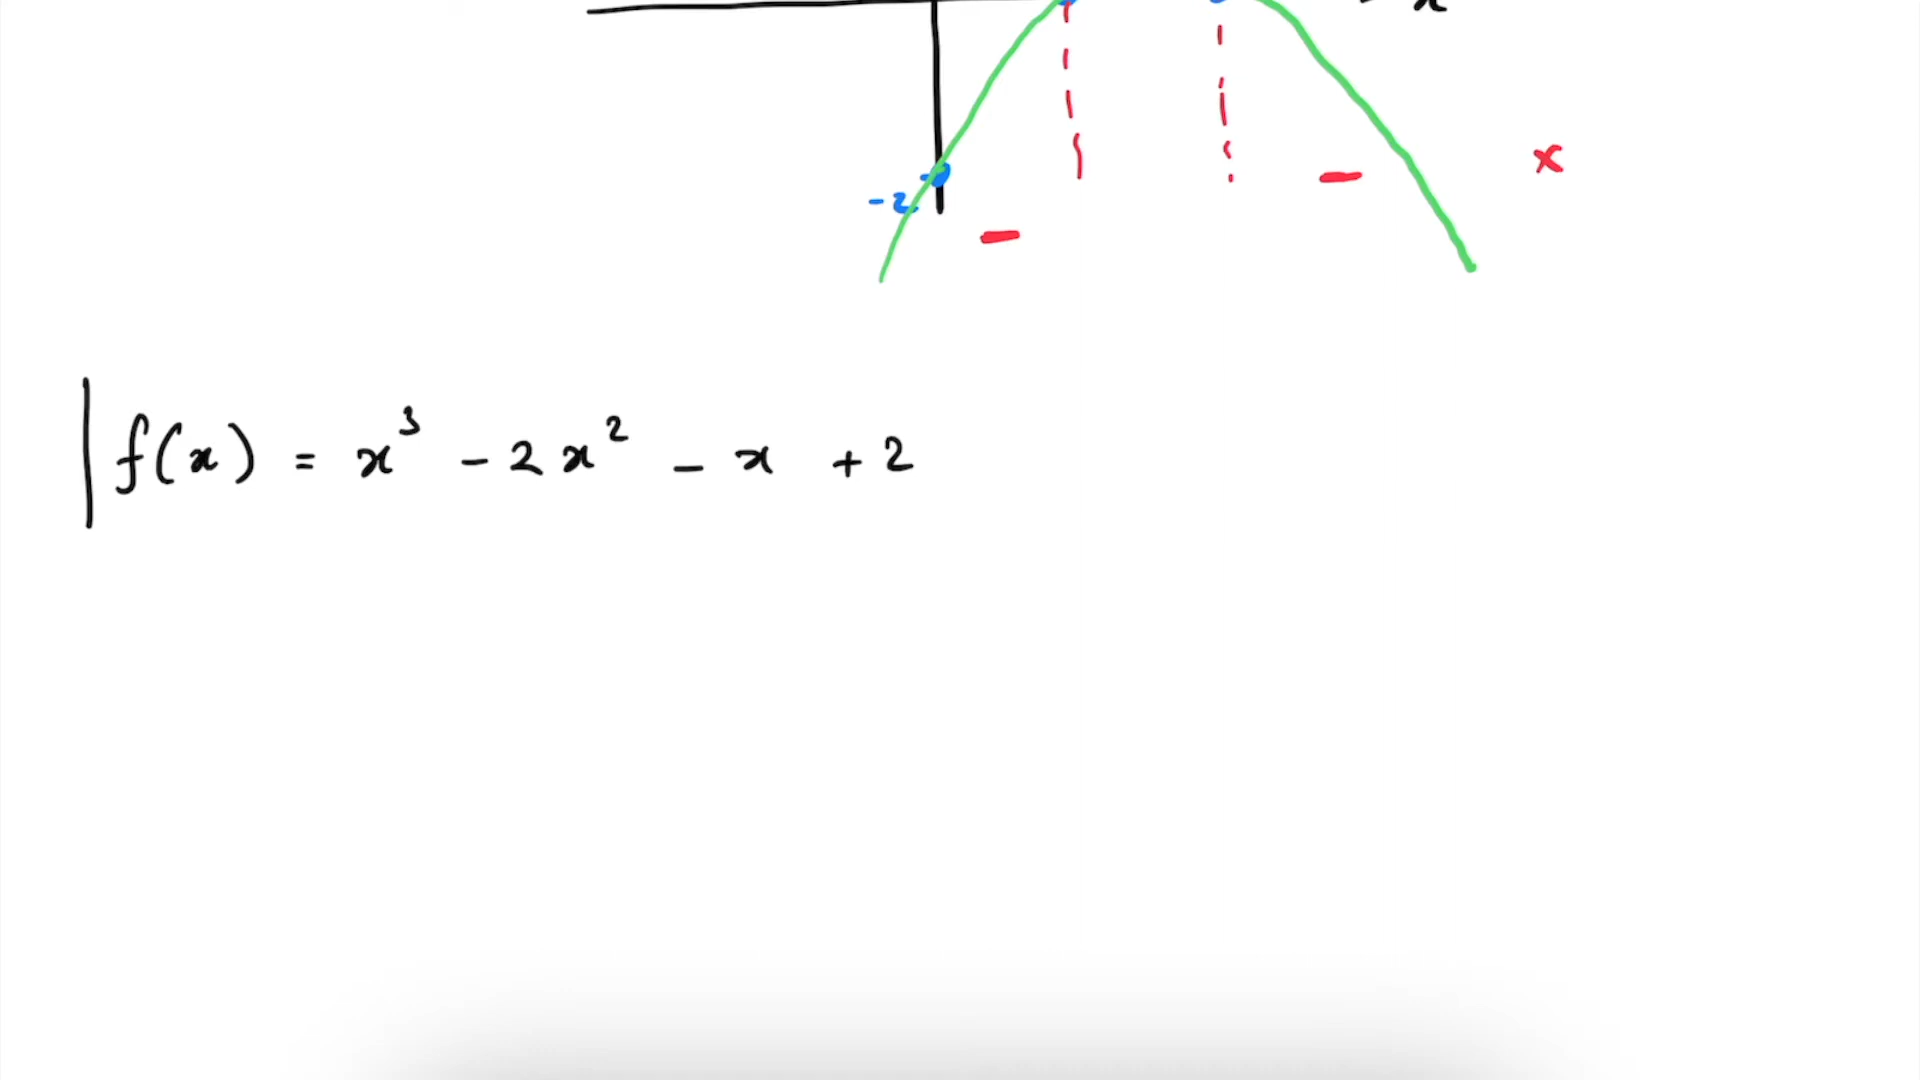 x
x
-2
-
-
f(x) = x³ - 2x² - x + 2